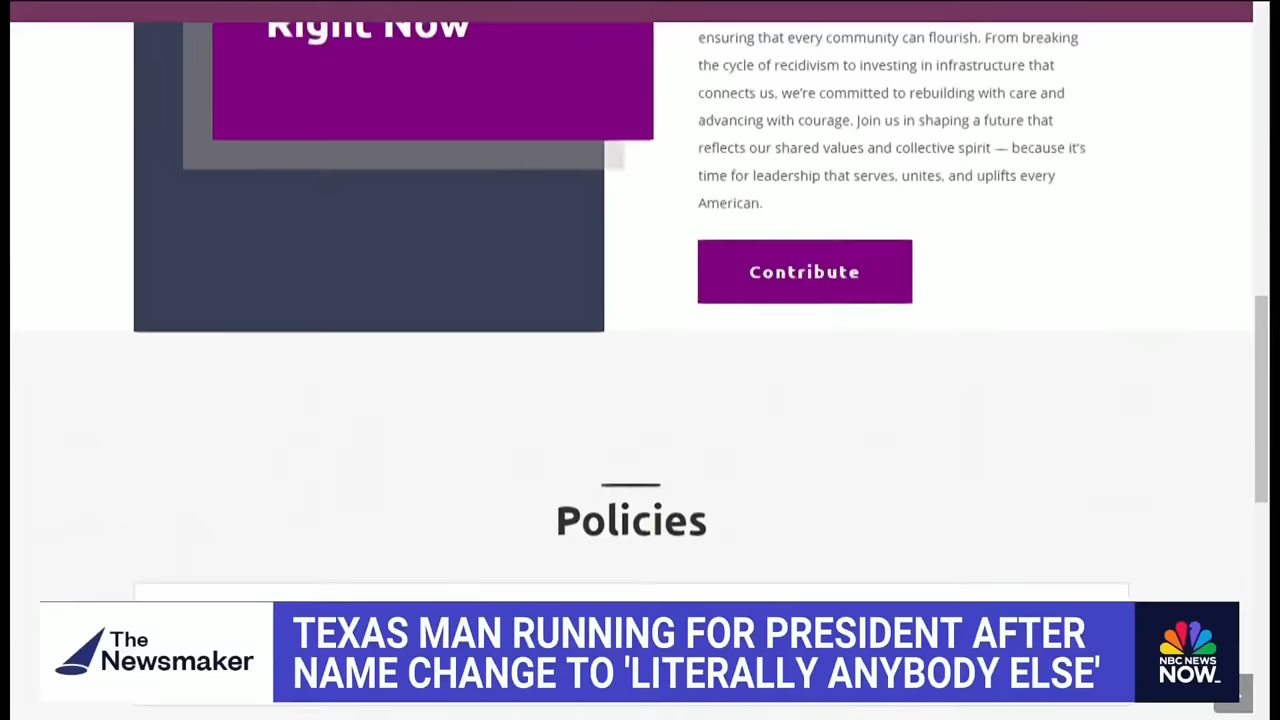 Right Now
ensuring that every community can flourish. From breaking
the cycle of recidivism to investing in infrastructure that
connects us, we're committed to rebuilding with care and
advancing with courage. Join us in shaping a future that
reflects our shared values and collective spirit — because it's
time for leadership that serves, unites, and uplifts every
American.
Contribute
Policies
The
Newsmaker
TEXAS MAN RUNNING FOR PRESIDENT AFTER
NAME CHANGE TO 'LITERALLY ANYBODY ELSE'
NBC NEWS
NOW